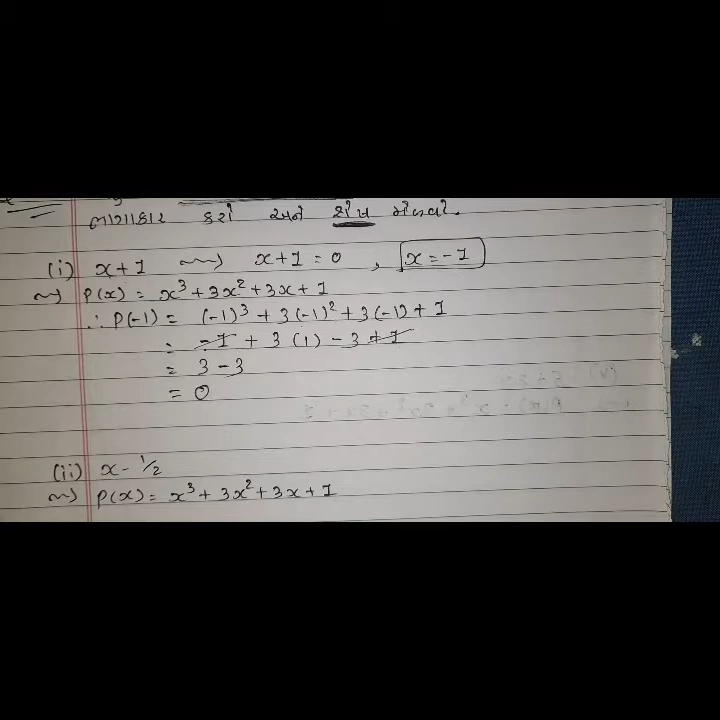 ભાગાકાર કરો અને શેષ મેળવો.
(i) x+1 ⟿ x+1 = 0 , x = -1
⟿ P(x) = x³+3x²+3x+1
∴ P(-1) = (-1)³ + 3(-1)² + 3(-1) + 1
= -1 + 3(1) - 3 + 1
= 3 - 3
= 0
(ii) x - 1/2
⟿ P(x) = x³+3x²+3x+1